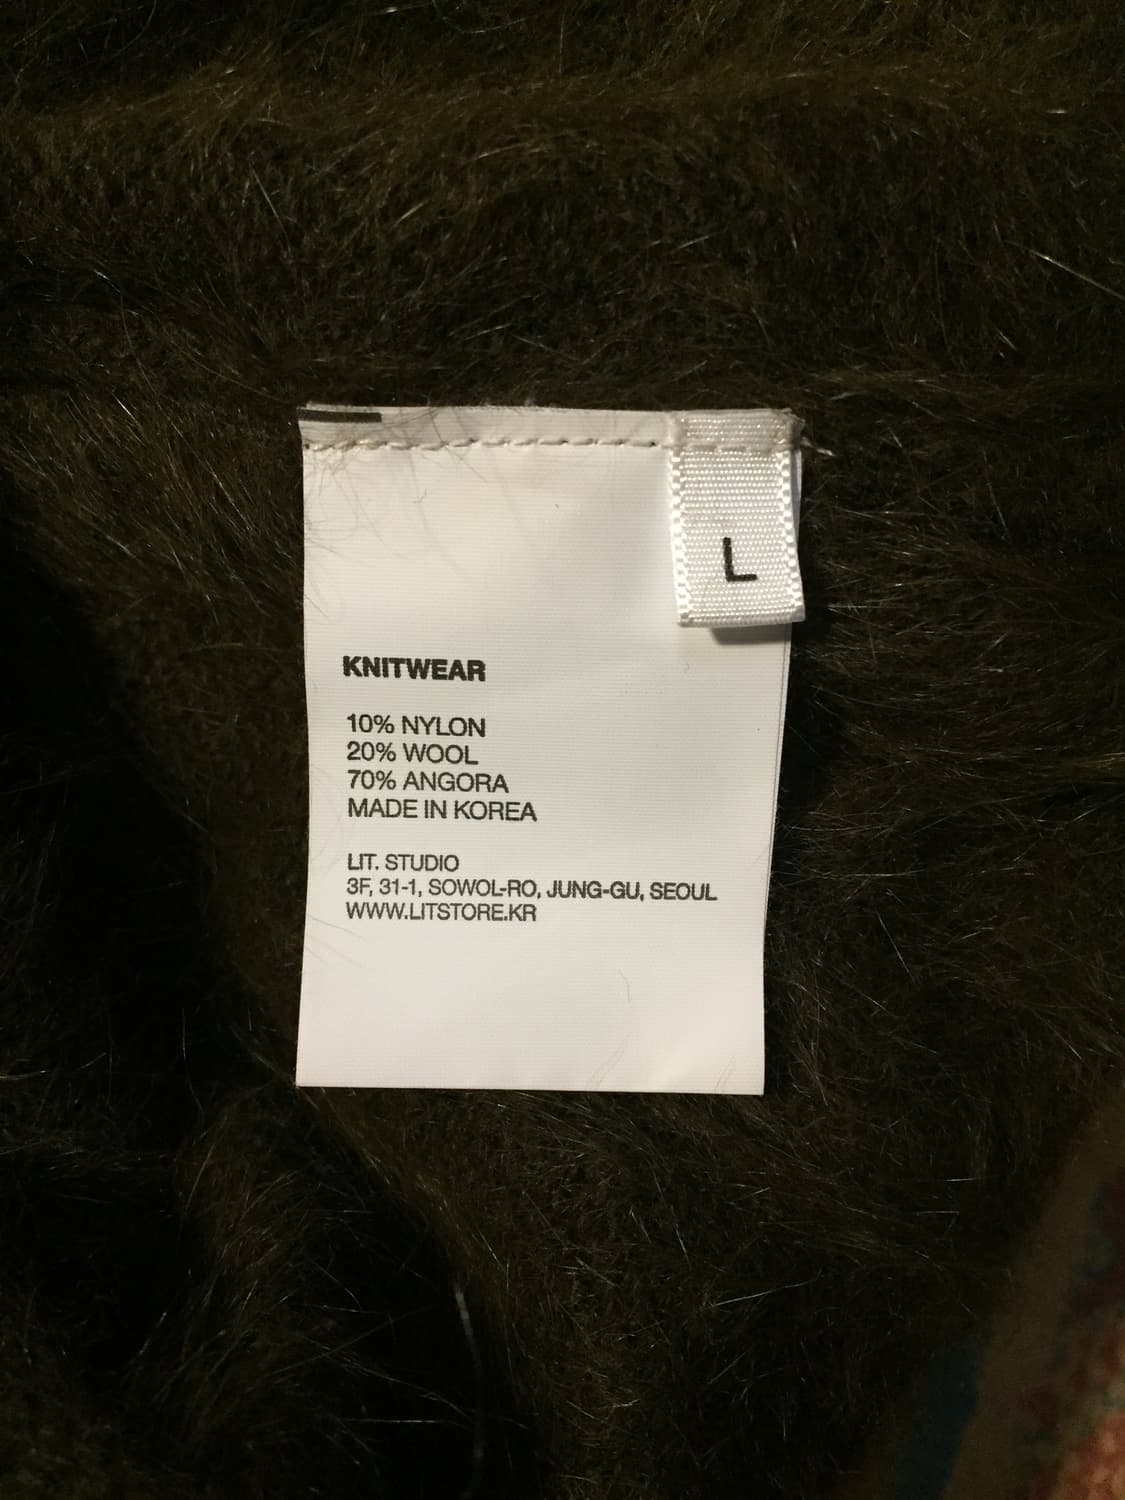 L
KNITWEAR
10% NYLON
20% WOOL
70% ANGORA
MADE IN KOREA
LIT. STUDIO
3F, 31-1, SOWOL-RO, JUNG-GU, SEOUL
WWW.LITSTORE.KR